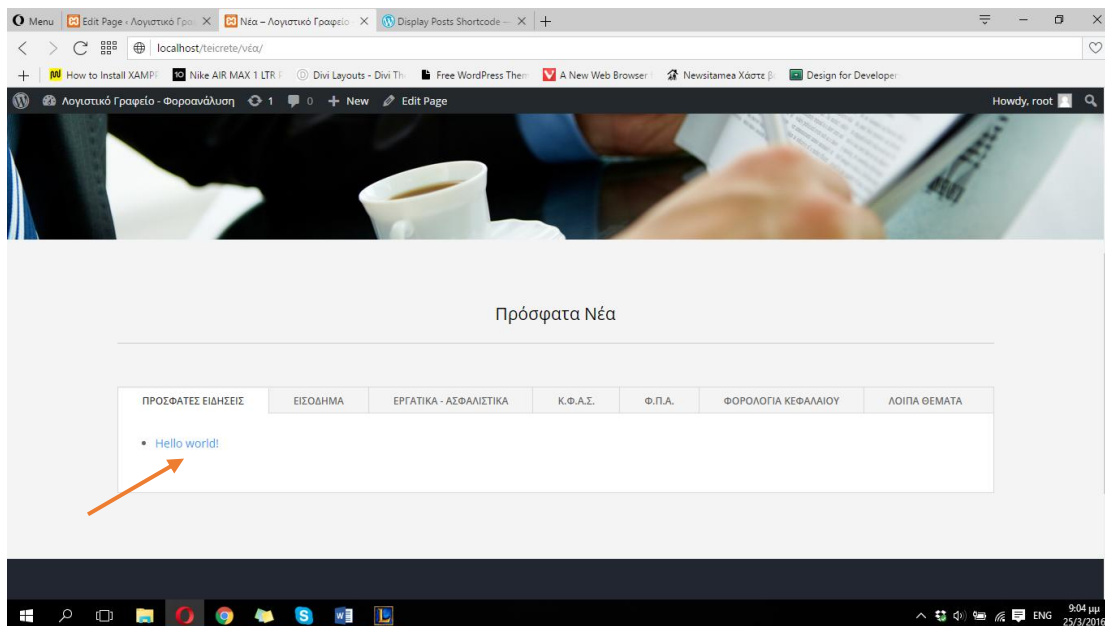 Menu Edit Page ‹ Λογιστικό Γρα Νέα – Λογιστικό Γραφείο Display Posts Shortcode —
localhost/teicrete/νέα/
How to Install XAMPP Nike AIR MAX 1 LTR F Divi Layouts - Divi The Free WordPress Them A New Web Browser Newsitamea Χάστε β Design for Developer
Λογιστικό Γραφείο - Φοροανάλυση 1 0 + New Edit Page Howdy, root
Πρόσφατα Νέα
ΠΡΟΣΦΑΤΕΣ ΕΙΔΗΣΕΙΣ ΕΙΣΟΔΗΜΑ ΕΡΓΑΤΙΚΑ - ΑΣΦΑΛΙΣΤΙΚΑ Κ.Φ.Α.Σ. Φ.Π.Α. ΦΟΡΟΛΟΓΙΑ ΚΕΦΑΛΑΙΟΥ ΛΟΙΠΑ ΘΕΜΑΤΑ
• Hello world!
ENG 9:04 μμ
25/3/2016